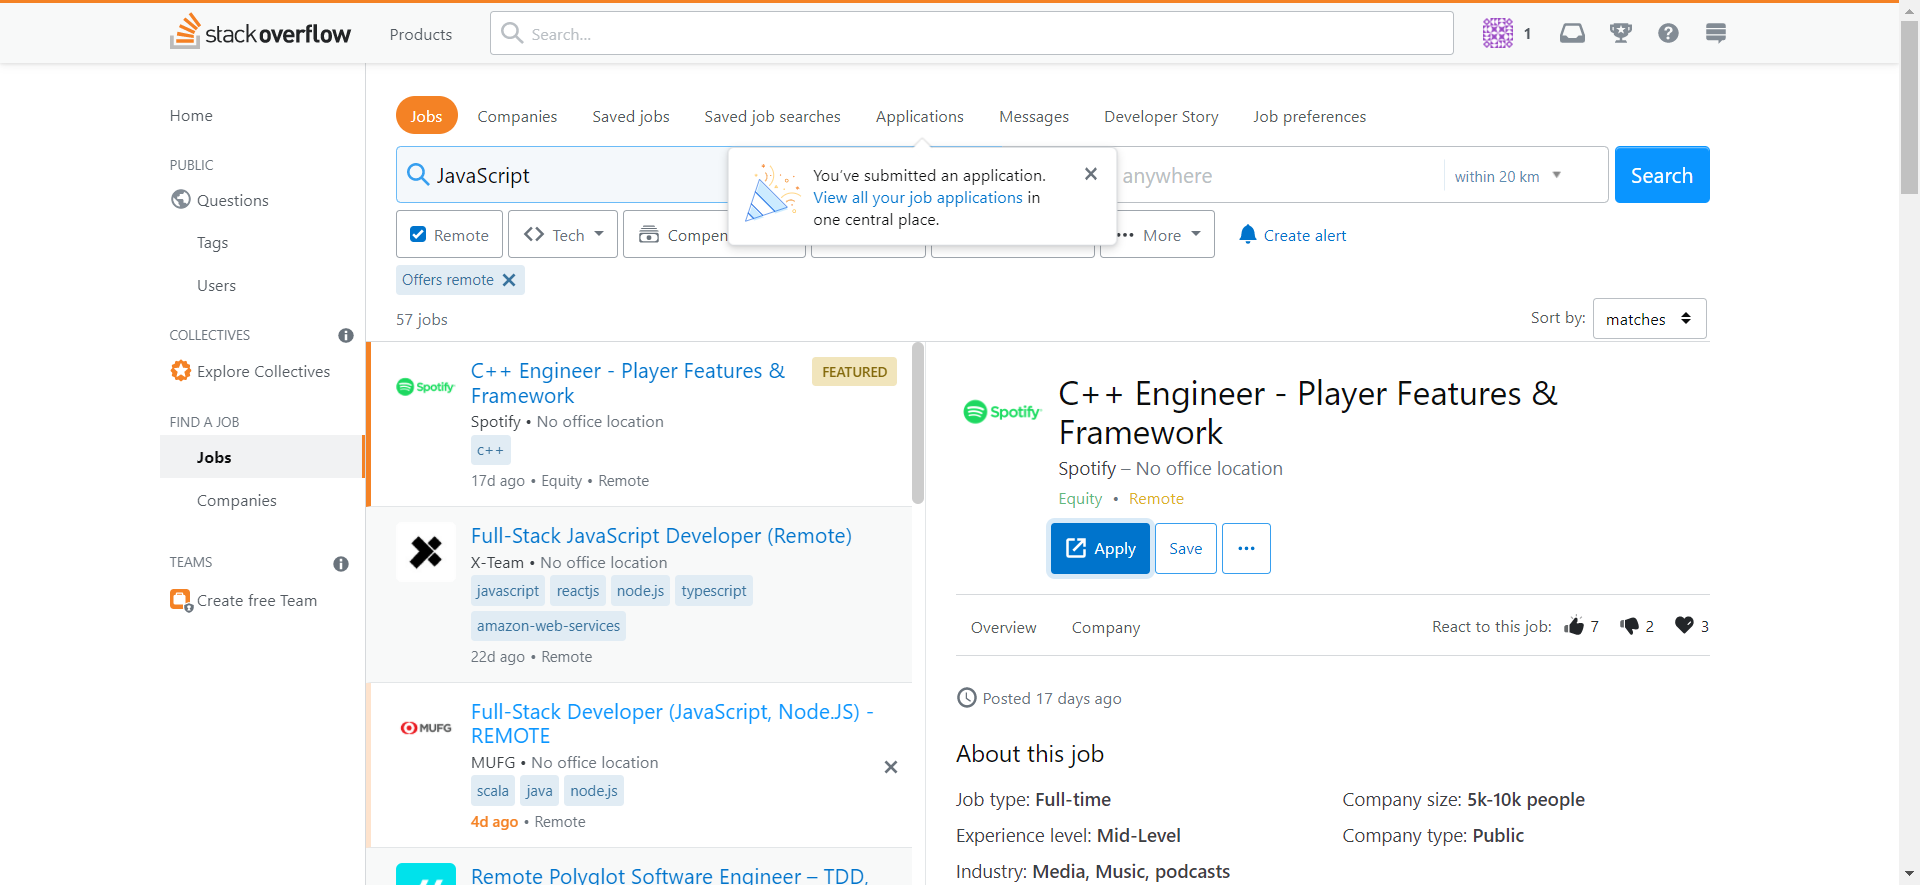 stackoverflow
Products
Search...
1
Home
PUBLIC
Questions
Tags
Users
COLLECTIVES
Explore Collectives
FIND A JOB
Jobs
Companies
TEAMS
Create free Team
Jobs
Companies
Saved jobs
Saved job searches
Applications
Messages
Developer Story
Job preferences
JavaScript
You've submitted an application.
View all your job applications in
one central place.
anywhere
within 20 km
Search
Remote
Tech
Compen
More
Create alert
Offers remote
57 jobs
Sort by:
matches
Spotify
C++ Engineer - Player Features &
Framework
FEATURED
Spotify • No office location
c++
17d ago • Equity • Remote
Full-Stack JavaScript Developer (Remote)
X-Team • No office location
javascript reactjs node.js typescript
amazon-web-services
22d ago • Remote
MUFG
Full-Stack Developer (JavaScript, Node.JS) -
REMOTE
MUFG • No office location
scala java node.js
4d ago • Remote
Remote Polyglot Software Engineer – TDD,
Spotify
C++ Engineer - Player Features &
Framework
Spotify – No office location
Equity • Remote
Apply
Save
Overview
Company
React to this job: 7 2 3
Posted 17 days ago
About this job
Job type: Full-time
Company size: 5k-10k people
Experience level: Mid-Level
Company type: Public
Industry: Media, Music, podcasts